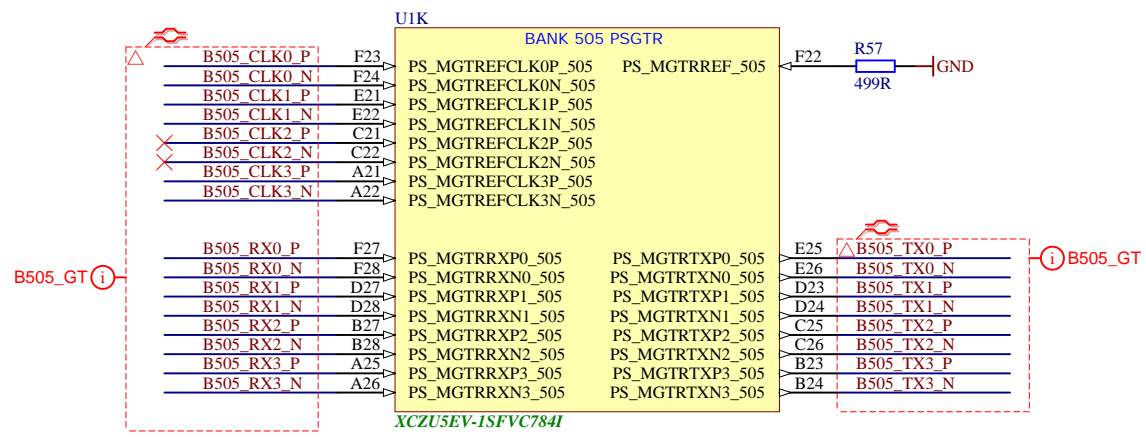 U1K
BANK 505 PSGTR
B505_CLK0_P F23 PS_MGTREFCLK0P_505 PS_MGTRREF_505 F22 R57 499R GND
B505_CLK0_N F24 PS_MGTREFCLK0N_505
B505_CLK1_P E21 PS_MGTREFCLK1P_505
B505_CLK1_N E22 PS_MGTREFCLK1N_505
B505_CLK2_P C21 PS_MGTREFCLK2P_505
B505_CLK2_N C22 PS_MGTREFCLK2N_505
B505_CLK3_P A21 PS_MGTREFCLK3P_505
B505_CLK3_N A22 PS_MGTREFCLK3N_505
B505_RX0_P F27 PS_MGTRRXP0_505 PS_MGTRTXP0_505 E25 B505_TX0_P
B505_GT i B505_RX0_N F28 PS_MGTRRXN0_505 PS_MGTRTXN0_505 E26 B505_TX0_N i B505_GT
B505_RX1_P D27 PS_MGTRRXP1_505 PS_MGTRTXP1_505 D23 B505_TX1_P
B505_RX1_N D28 PS_MGTRRXN1_505 PS_MGTRTXN1_505 D24 B505_TX1_N
B505_RX2_P B27 PS_MGTRRXP2_505 PS_MGTRTXP2_505 C25 B505_TX2_P
B505_RX2_N B28 PS_MGTRRXN2_505 PS_MGTRTXN2_505 C26 B505_TX2_N
B505_RX3_P A25 PS_MGTRRXP3_505 PS_MGTRTXP3_505 B23 B505_TX3_P
B505_RX3_N A26 PS_MGTRRXN3_505 PS_MGTRTXN3_505 B24 B505_TX3_N
XCZU5EV-1SFVC784I